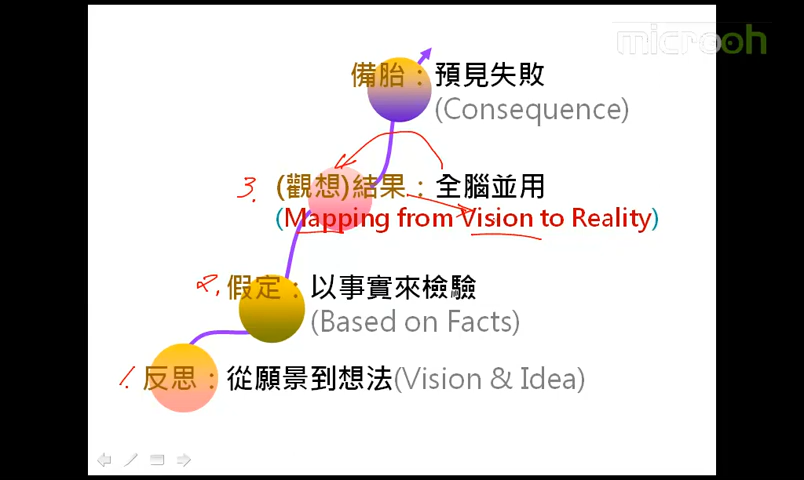 microoh
備胎：預見失敗
(Consequence)
3. (觀想)結果：全腦並用
(Mapping from Vision to Reality)
2. 假定：以事實來檢驗
(Based on Facts)
1. 反思：從願景到想法(Vision & Idea)